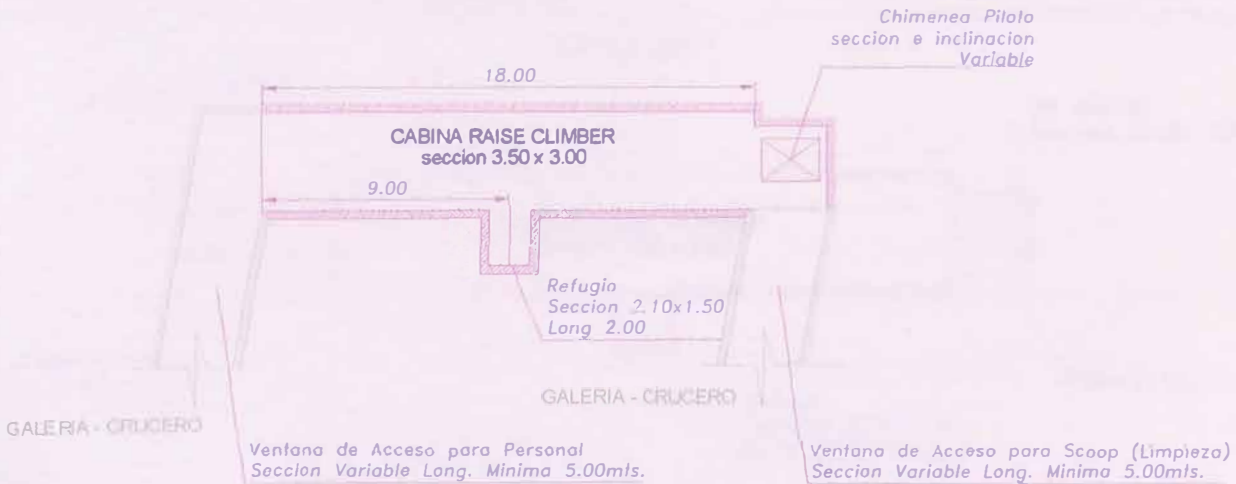 Chimenea Piloto
seccion e inclinacion
Variable
18.00
CABINA RAISE CLIMBER
seccion 3.50 x 3.00
9.00
Refugio
Seccion 2.10x1.50
Long 2.00
GALERIA - CRUCERO
GALERIA - CRUCERO
Ventana de Acceso para Personal
Seccion Variable Long. Minima 5.00mts.
Ventana de Acceso para Scoop (Limpieza)
Seccion Variable Long. Minima 5.00mts.